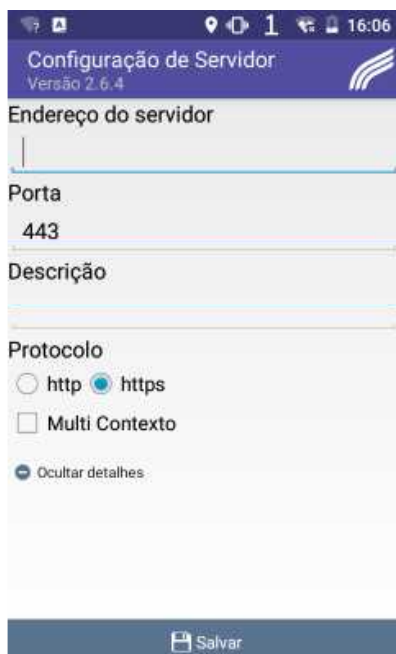 1 16:06
Configuração de Servidor
Versão 2.6.4
Endereço do servidor
Porta
443
Descrição
Protocolo
http https
Multi Contexto
Ocultar detalhes
Salvar